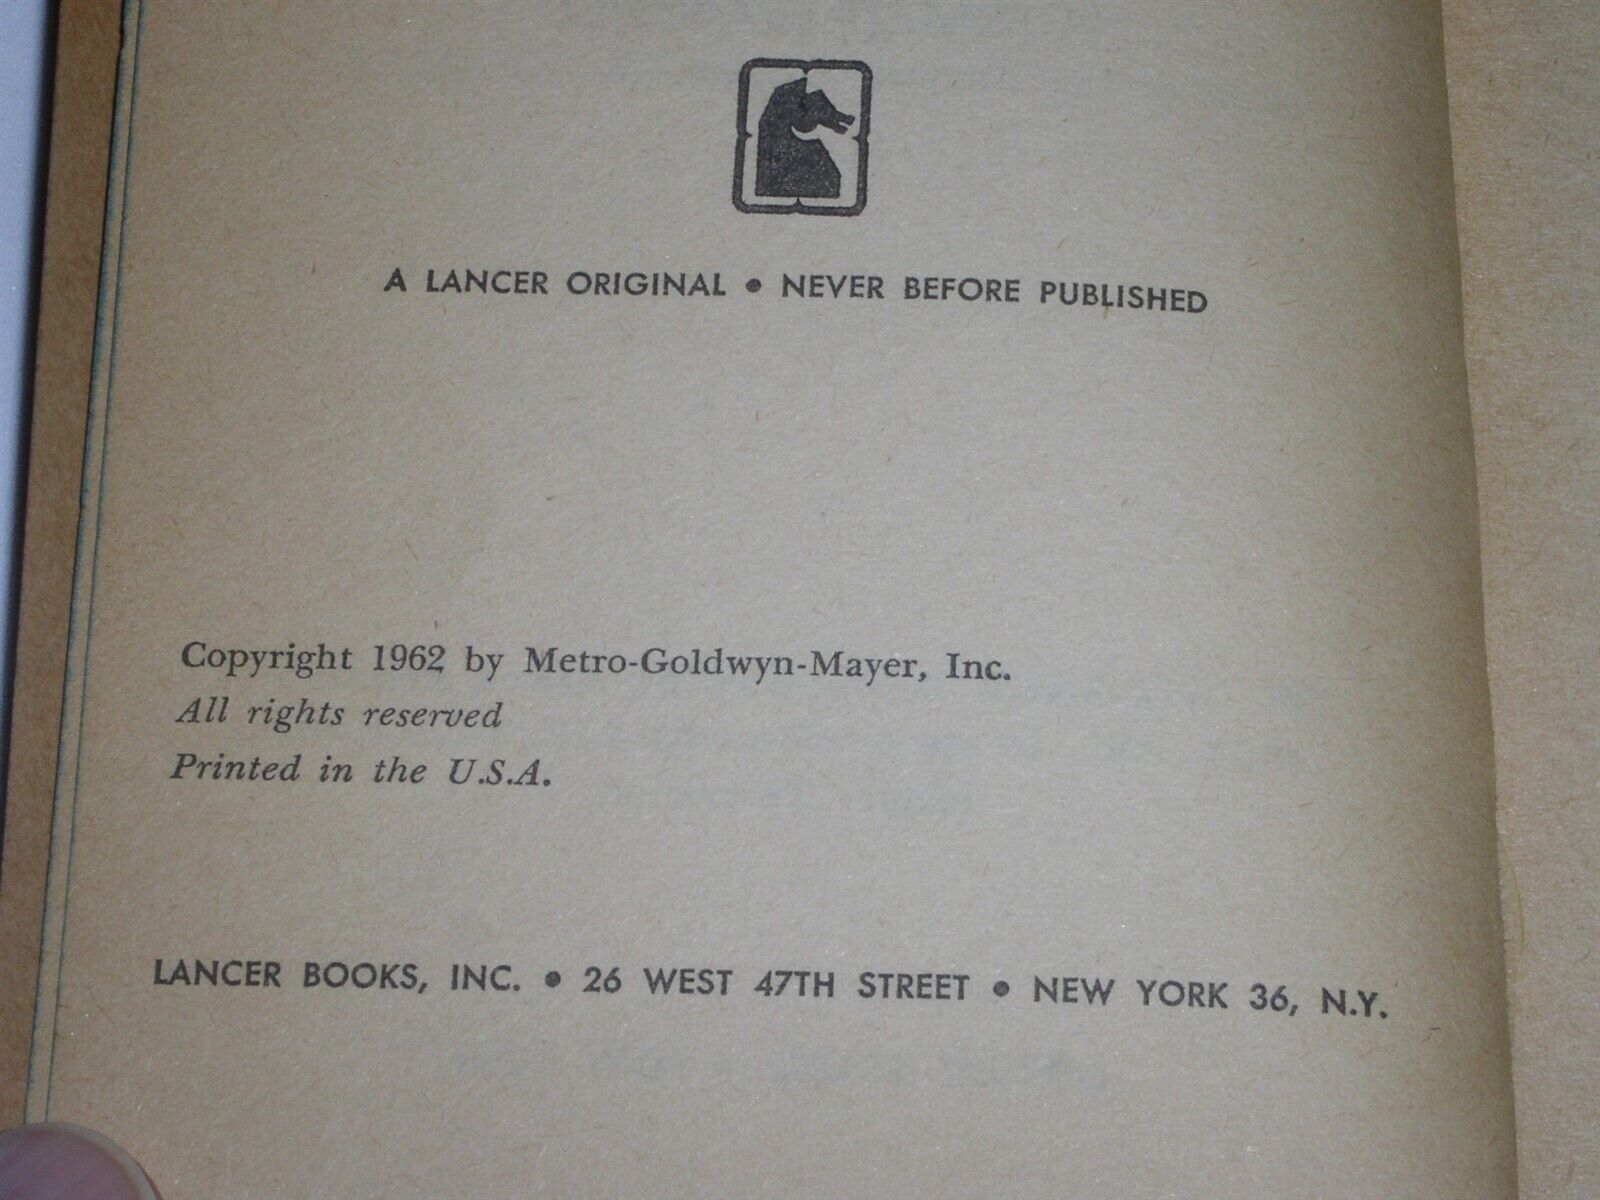 A LANCER ORIGINAL • NEVER BEFORE PUBLISHED
Copyright 1962 by Metro-Goldwyn-Mayer, Inc.
All rights reserved
Printed in the U.S.A.
LANCER BOOKS, INC. • 26 WEST 47TH STREET • NEW YORK 36, N.Y.